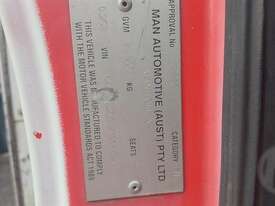 APPROVAL No
CATEGORY
MAN AUTOMOTIVE (AUST) PTY LTD
GVM
KG
SEATS
VIN
THIS VEHICLE WAS MANUFACTURED TO COMPLY
WITH THE MOTOR VEHICLE STANDARDS ACT 1989